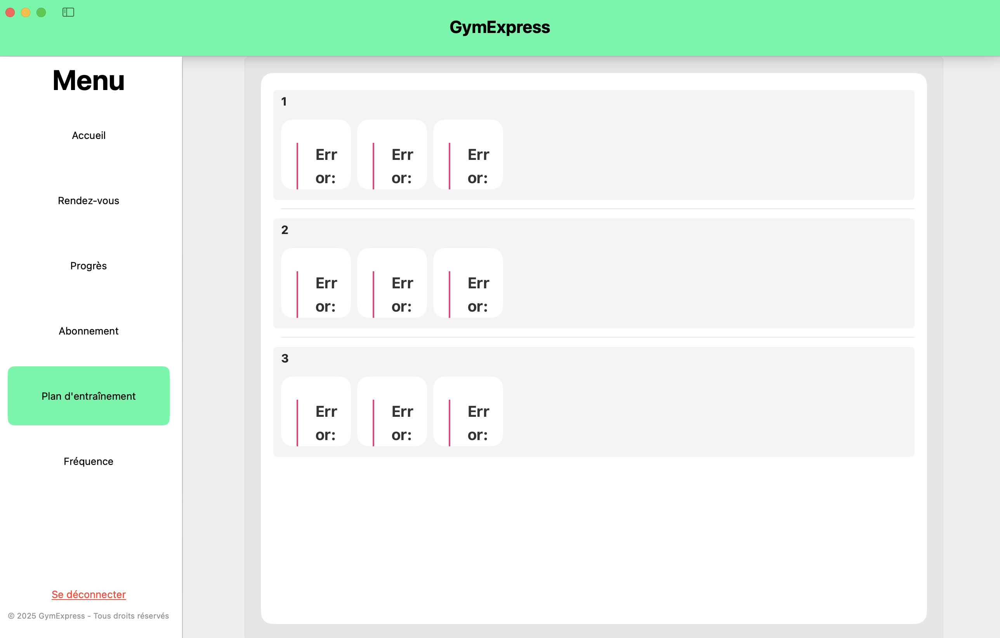 GymExpress
Menu
Accueil
Rendez-vous
Progrès
Abonnement
Plan d'entraînement
Fréquence
Se déconnecter
© 2025 GymExpress - Tous droits réservés
1
Err
or:
Err
or:
Err
or:
2
Err
or:
Err
or:
Err
or:
3
Err
or:
Err
or:
Err
or: